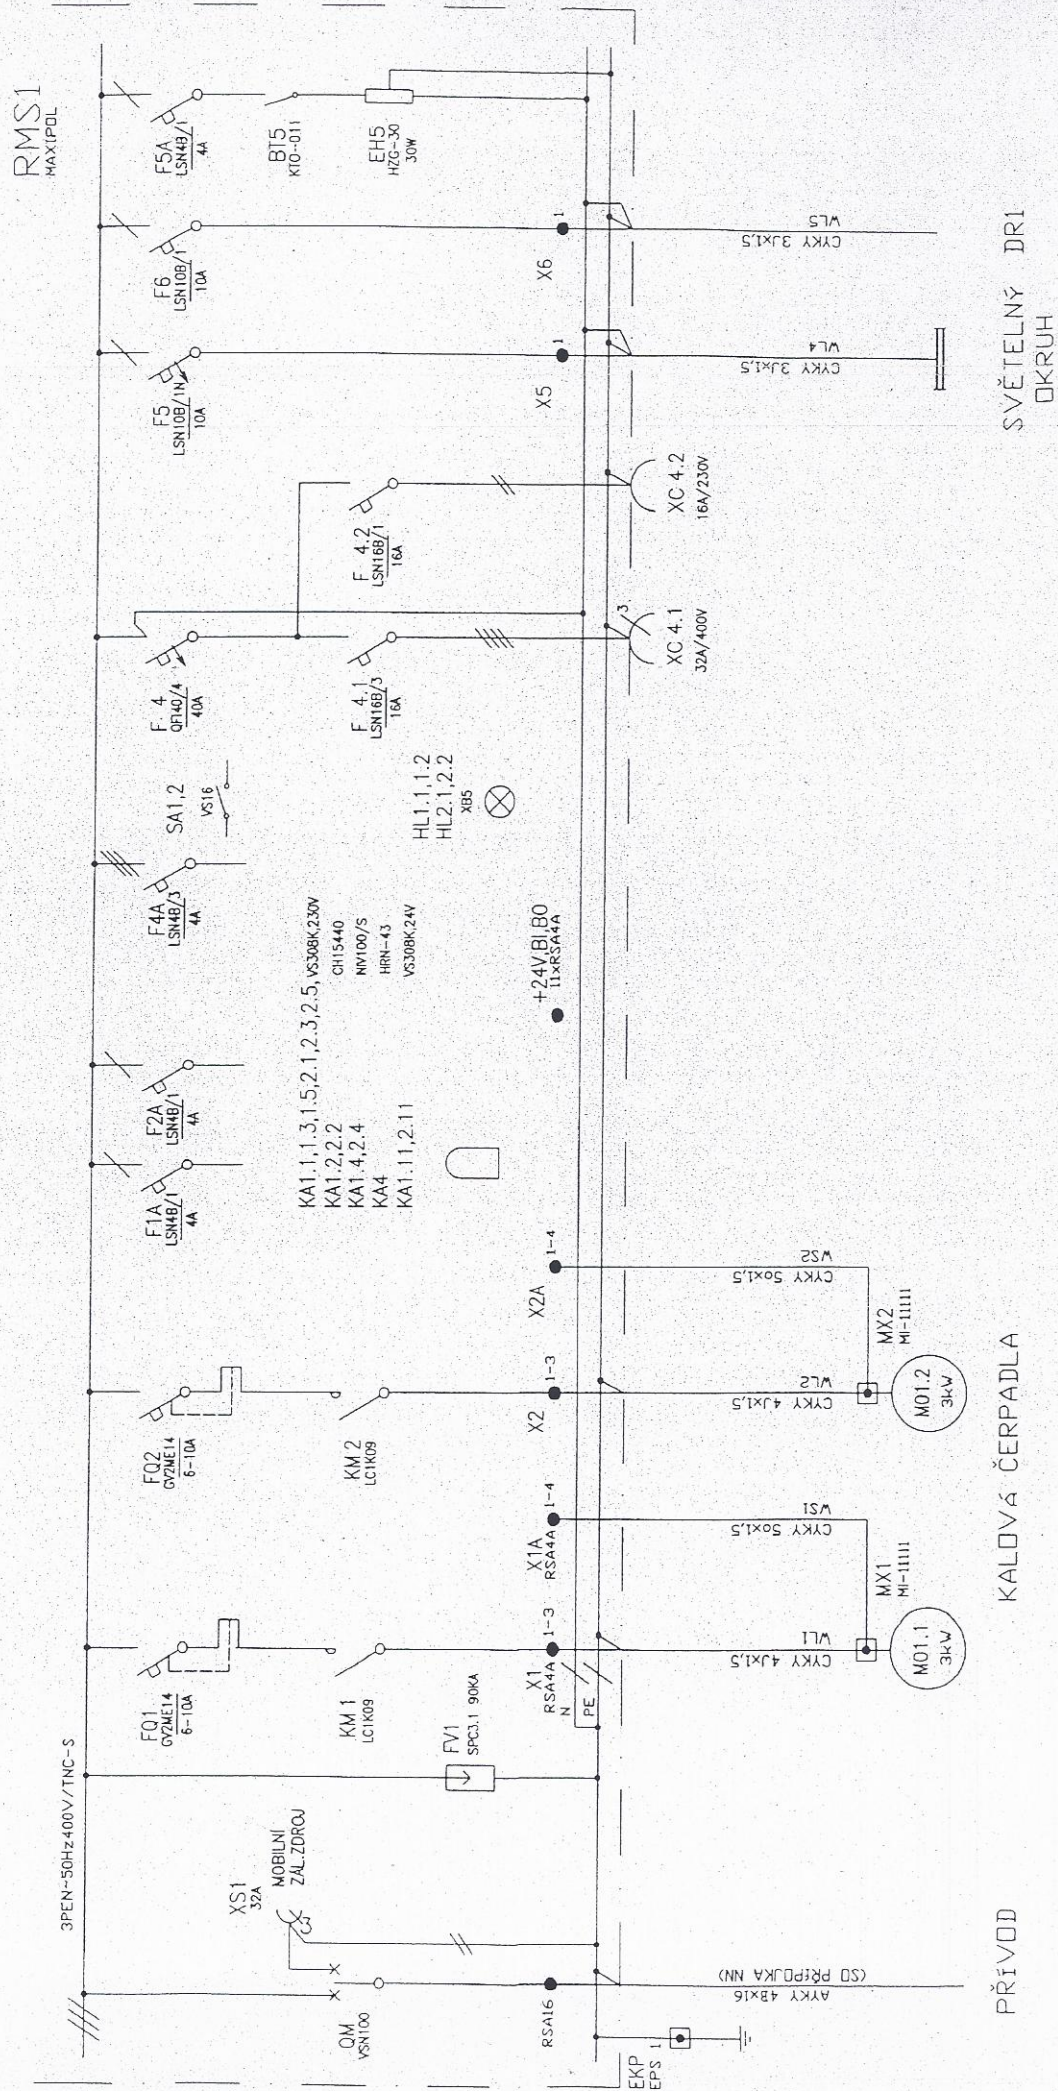 RMS1
MAXIPOL
3PEN~50Hz400V/TNC-S
QM
VSN100
XS1
32A
MOBILNÍ
ZÁL.ZDROJ
RSA16
EKP
EPS 1
AYKY 4Bx16
(SO PŘÍPOJKA NN)
PŘÍVOD
FV1
SPC3.1 90KA
FQ1
GV2ME14
6-10A
KM 1
LC1K09
X1
RSA4A
1-3
N
PE
X1A
RSA4A
1-4
WL1
CYKY 4Jx1,5
WS1
CYKY 5Ox1,5
MX1
MI-11111
M01.1
3kW
FQ2
GV2ME14
6-10A
KM 2
LC1K09
X2
1-3
X2A
1-4
WL2
CYKY 4Jx1,5
WS2
CYKY 5Ox1,5
MX2
MI-11111
M01.2
3kW
KALOVÁ ČERPADLA
F1A
LSN4B/1
4A
F2A
LSN4B/1
4A
KA1.1,1.3,1.5,2.1,2.3,2.5,VS308K,230V
KA1.2,2.2 CH15440
KA1.4,2.4 NIV100/S
KA4 HRN-43
KA1.11,2.11 VS308K,24V
+24V,BI,BO
11xRSA4A
F4A
LSN4B/3
4A
SA1,2
VS16
HL1.1,1.2
HL2.1,2.2
XB5
F 4
QFI40/4
40A
F 4.1
LSN16B/3
16A
F 4.2
LSN16B/1
16A
3
XC 4.1
32A/400V
XC 4.2
16A/230V
F5
LSN10B/1N
10A
X5
1
WL4
CYKY 3Jx1,5
F6
LSN10B/1
10A
X6
1
WL5
CYKY 3Jx1,5
SVĚTELNÝ DR1
OKRUH
F5A
LSN4B/1
4A
BT5
KTO-011
EH5
HZG-30
30W